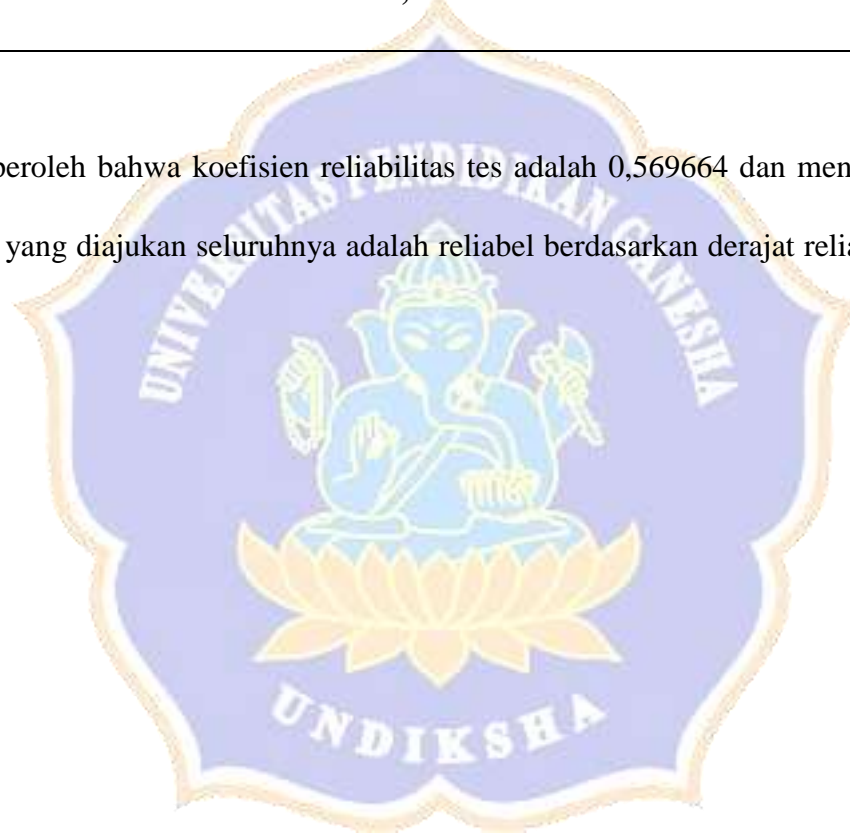 peroleh bahwa koefisien reliabilitas tes adalah 0,569664 dan men
yang diajukan seluruhnya adalah reliabel berdasarkan derajat relia
UNIVERSITAS PENDIDIKAN GANESHA
UNDIKSHA